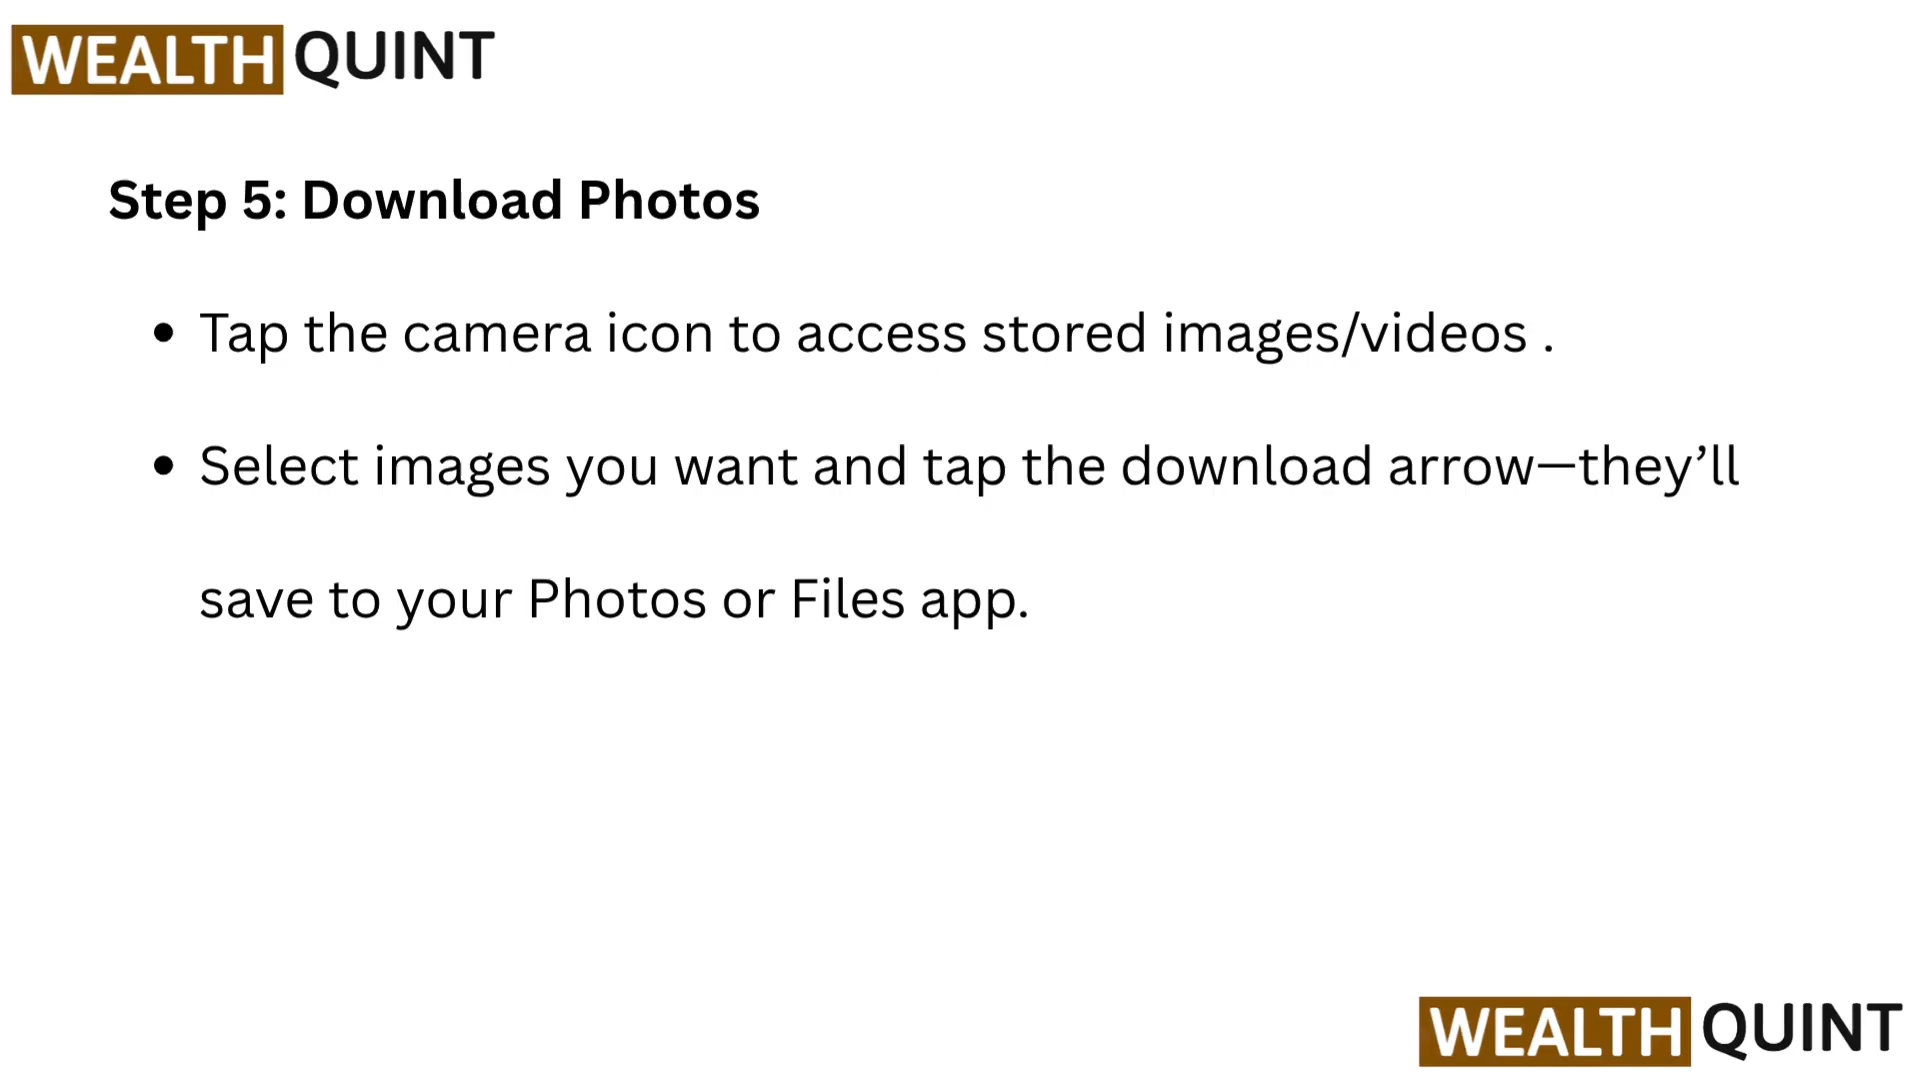 WEALTH QUINT
Step 5: Download Photos
• Tap the camera icon to access stored images/videos .
• Select images you want and tap the download arrow—they’ll
save to your Photos or Files app.
WEALTH QUINT